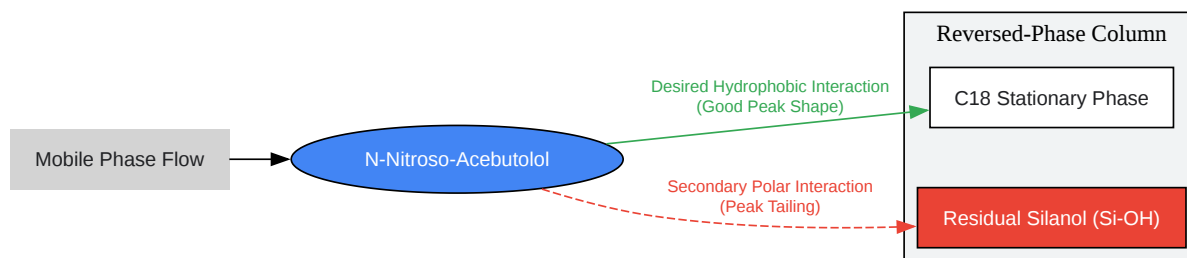 Reversed-Phase Column
Desired Hydrophobic Interaction
(Good Peak Shape)
C18 Stationary Phase
Mobile Phase Flow
N-Nitroso-Acebutolol
Secondary Polar Interaction
(Peak Tailing)
Residual Silanol (Si-OH)